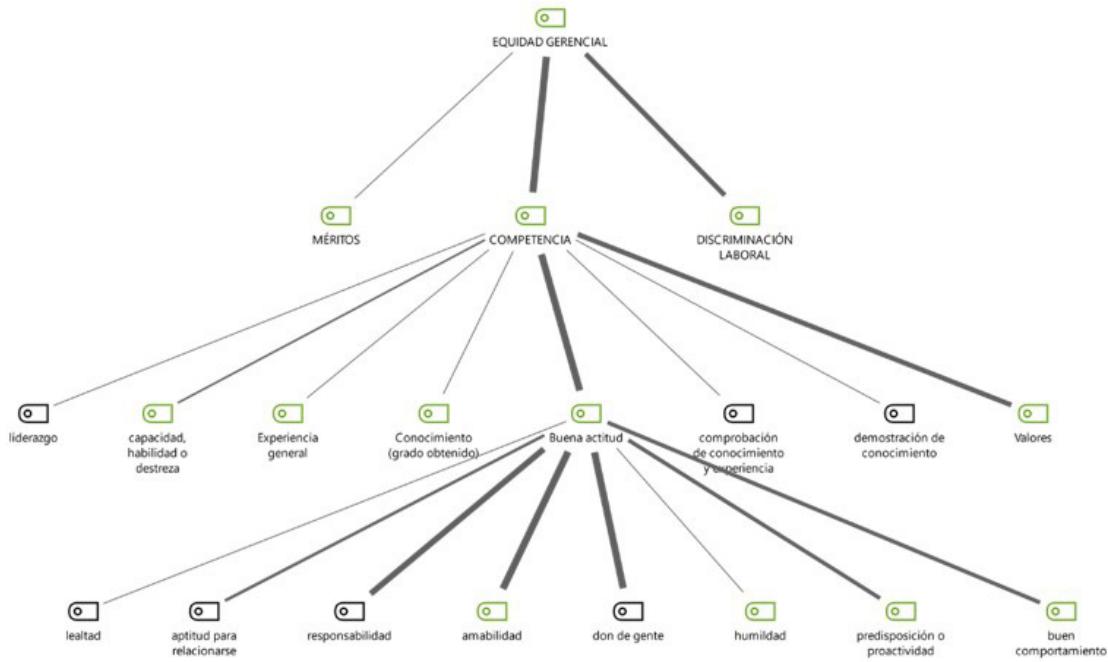 EQUIDAD GERENCIAL
MÉRITOS
COMPETENCIA
DISCRIMINACIÓN
LABORAL
liderazgo
capacidad,
habilidad o
destreza
Experiencia
general
Conocimiento
(grado obtenido)
Buena actitud
comprobación
de conocimiento
y experiencia
demostración de
conocimiento
Valores
lealtad
aptitud para
relacionarse
responsabilidad
amabilidad
don de gente
humildad
predisposición o
proactividad
buen
comportamiento